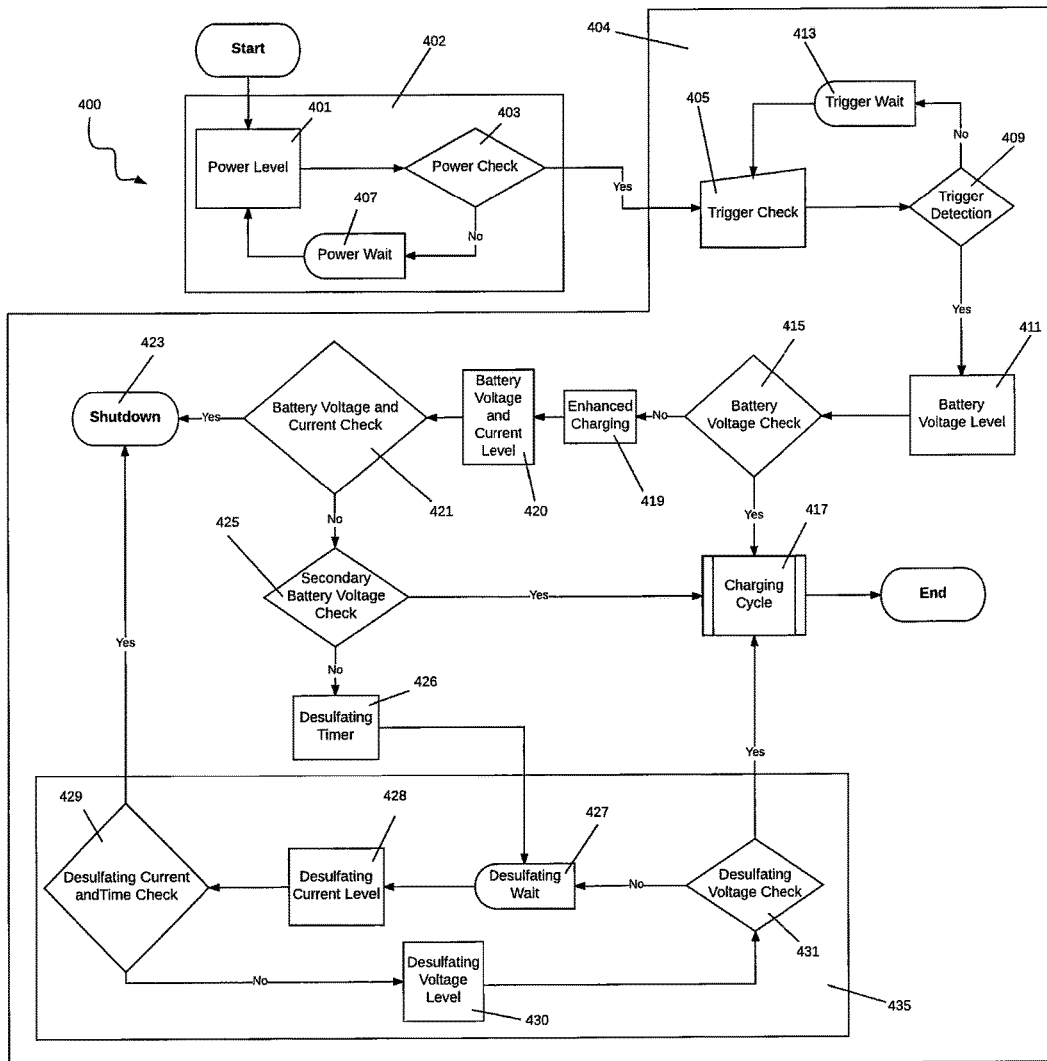 Start
402
404
413
400
401
403
405
Trigger Wait
409
Power Level
Power Check
No
407
Yes
Trigger Check
Trigger
Detection
No
Power Wait
Yes
423
415
411
Shutdown
Yes
Battery Voltage and
Current Check
Battery
Voltage
and
Current
Level
Enhanced
Charging
No
Battery
Voltage Check
Battery
Voltage Level
421
420
419
No
Yes
425
417
Secondary
Battery Voltage
Check
Yes
Charging
Cycle
End
Yes
No
426
Desulfating
Timer
Yes
429
428
427
Desulfating Current
andTime Check
Desulfating
Current Level
Desulfating
Wait
No
Desulfating
Voltage Check
431
No
Desulfating
Voltage
Level
430
435